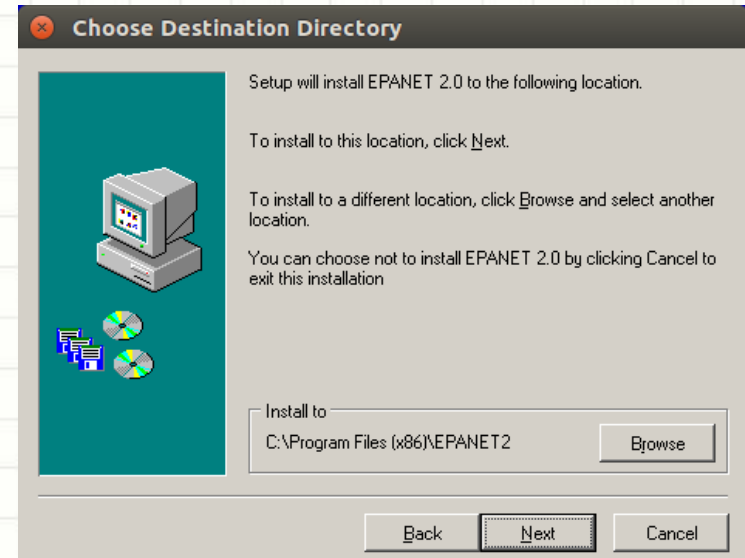 Choose Destination Directory
Setup will install EPANET 2.0 to the following location.
To install to this location, click Next.
To install to a different location, click Browse and select another
location.
You can choose not to install EPANET 2.0 by clicking Cancel to
exit this installation
Install to
C:\Program Files (x86)\EPANET2
Browse
Back
Next
Cancel